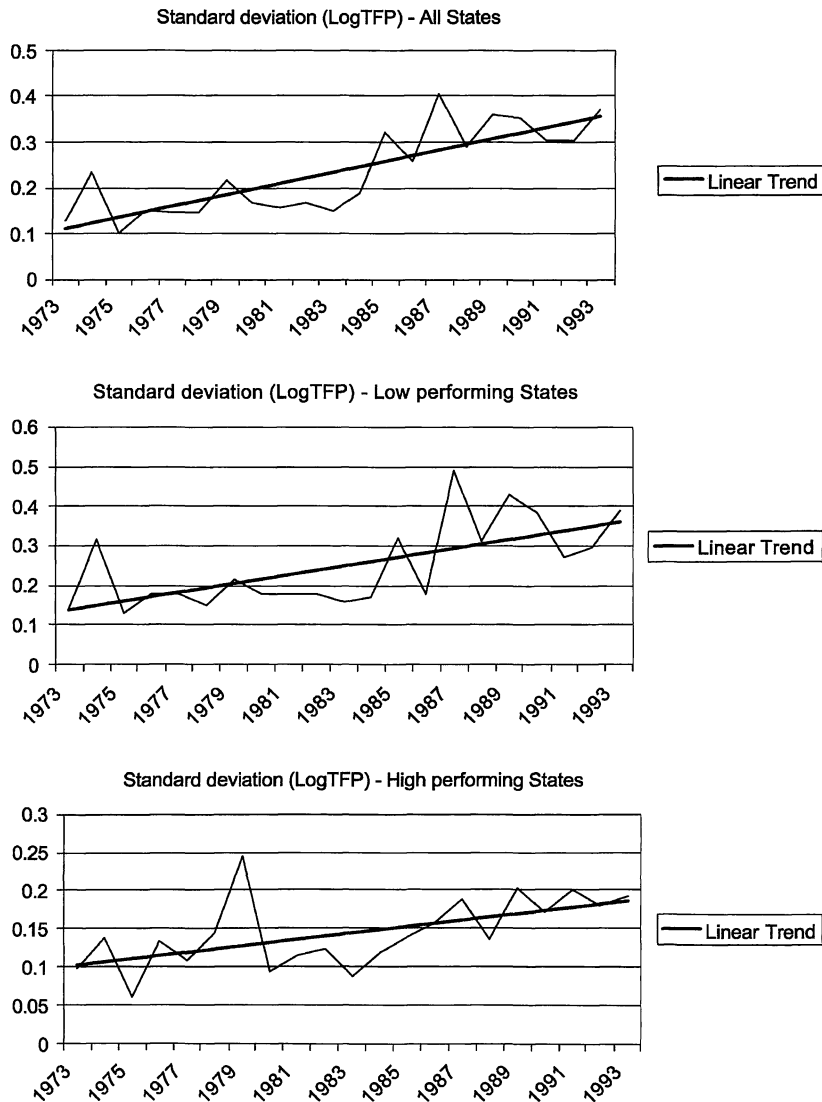 Standard deviation (LogTFP) - All States
0.5
0.4
0.3
0.2
0.1
0
1973 1975 1977 1979 1981 1983 1985 1987 1989 1991 1993
Linear Trend
Standard deviation (LogTFP) - Low performing States
0.6
0.5
0.4
0.3
0.2
0.1
0
1973 1975 1977 1979 1981 1983 1985 1987 1989 1991 1993
Linear Trend
Standard deviation (LogTFP) - High performing States
0.3
0.25
0.2
0.15
0.1
0.05
0
1973 1975 1977 1979 1981 1983 1985 1987 1989 1991 1993
Linear Trend